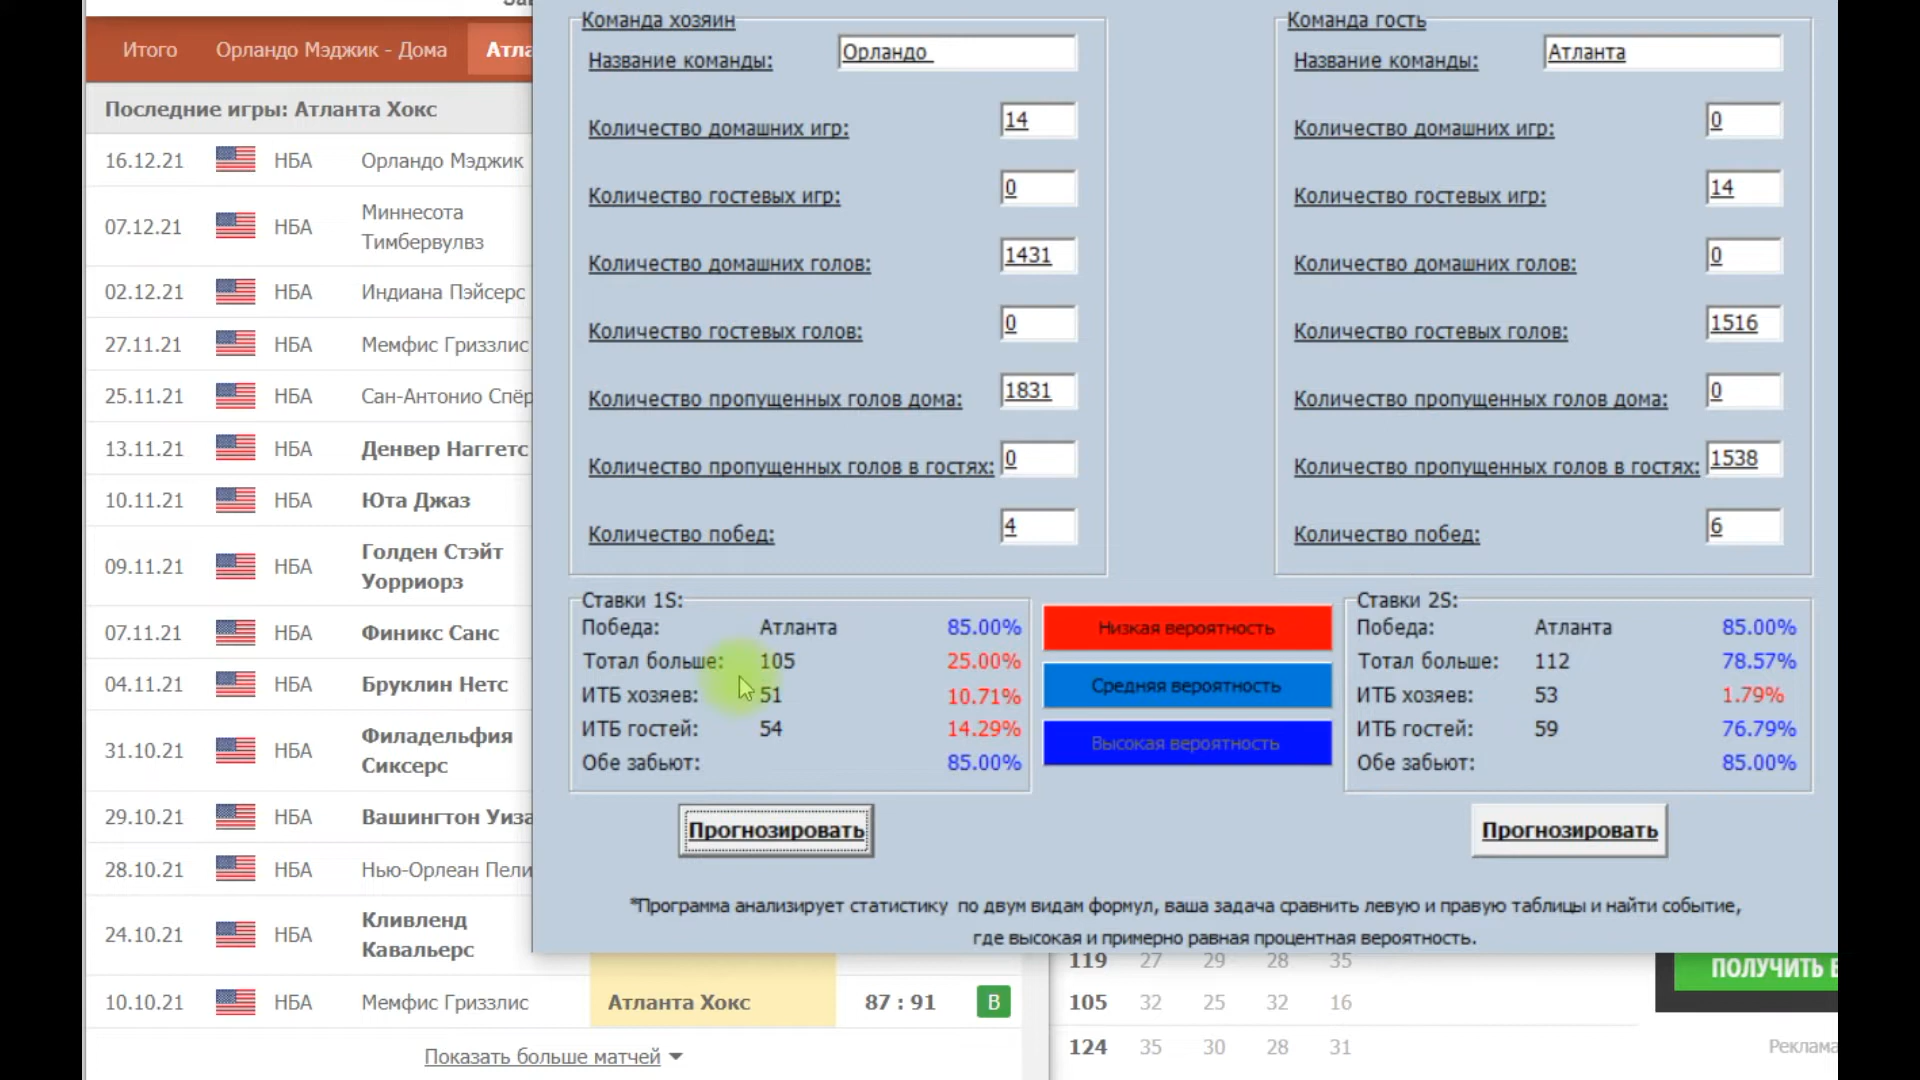 Итого Орландо Мэджик - Дома
Последние игры: Атланта Хокс
16.12.21 НБА Орландо Мэджик
07.12.21 НБА Миннесота Тимбервулвз
02.12.21 НБА Индиана Пэйсерс
27.11.21 НБА Мемфис Гриззлис
25.11.21 НБА Сан-Антонио
13.11.21 НБА Денвер Наггетс
10.11.21 НБА Юта Джаз
09.11.21 НБА Голден Стэйт Уорриорз
07.11.21 НБА Финикс Санс
04.11.21 НБА Бруклин Нетс
31.10.21 НБА Филадельфия Сиксерс
29.10.21 НБА Вашингтон
28.10.21 НБА Нью-Орлеан
24.10.21 НБА Кливленд Кавальерс
10.10.21 НБА Мемфис Гриззлис Атланта Хокс 87 : 91 В
Показать больше матчей
Команда хозяин
Название команды: Орландо
Количество домашних игр: 14
Количество гостевых игр: 0
Количество домашних голов: 1431
Количество гостевых голов: 0
Количество пропущенных голов дома: 1831
Количество пропущенных голов в гостях: 0
Количество побед: 4
Команда гость
Название команды: Атланта
Количество домашних игр: 0
Количество гостевых игр: 14
Количество домашних голов: 0
Количество гостевых голов: 1516
Количество пропущенных голов дома: 0
Количество пропущенных голов в гостях: 1538
Количество побед: 6
Ставки 1S:
Победа: Атланта 85.00%
Тотал больше: 105 25.00%
ИТБ хозяев: 51 10.71%
ИТБ гостей: 54 14.29%
Обе забьют: 85.00%
Прогнозировать
Низкая вероятность
Средняя вероятность
Высокая вероятность
Ставки 2S:
Победа: Атланта 85.00%
Тотал больше: 112 78.57%
ИТБ хозяев: 53 1.79%
ИТБ гостей: 59 76.79%
Обе забьют: 85.00%
Прогнозировать
*Программа анализирует статистику по двум видам формул, ваша задача сравнить левую и правую таблицы и найти событие,
где высокая и примерно равная процентная вероятность.
119 27 29 28 35
105 32 25 32 16
124 35 30 28 31
ПОЛУЧИТЬ
Реклама